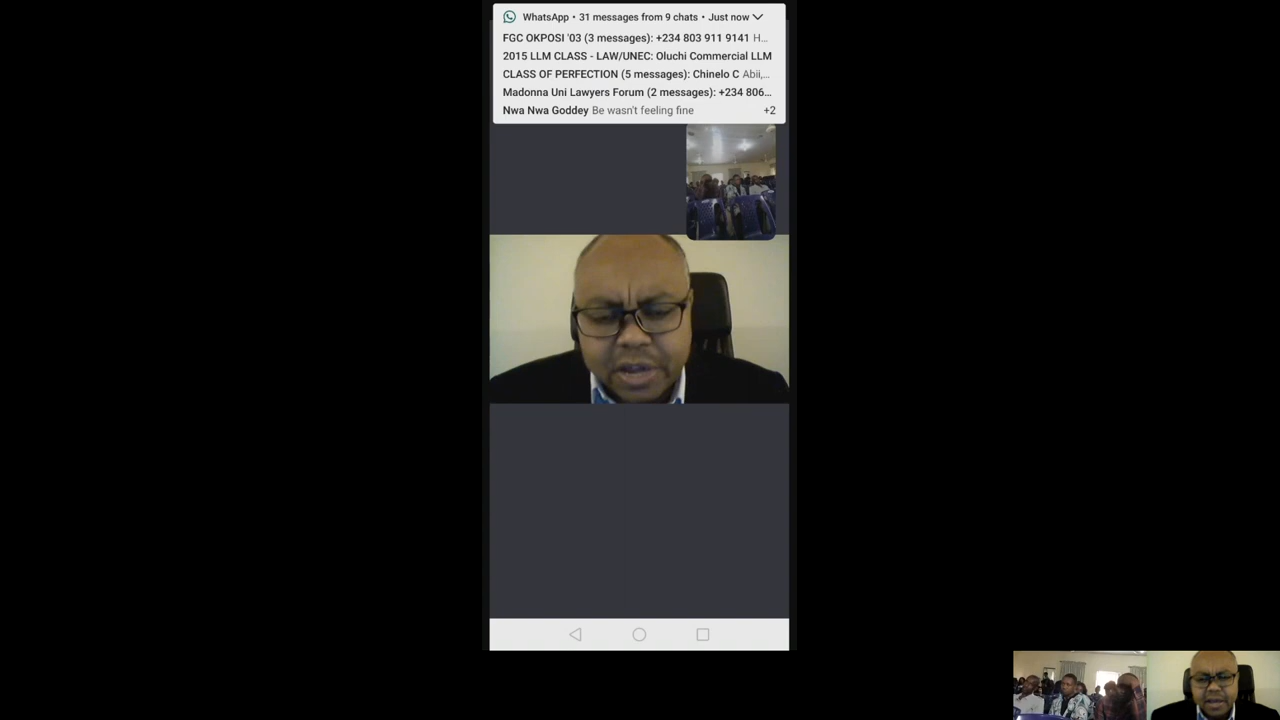 WhatsApp • 31 messages from 9 chats • Just now
FGC OKPOSI '03 (3 messages): +234 803 911 9141 H...
2015 LLM CLASS - LAW/UNEC: Oluchi Commercial LLM
CLASS OF PERFECTION (5 messages): Chinelo C Abii,...
Madonna Uni Lawyers Forum (2 messages): +234 806...
Nwa Nwa Goddey Be wasn't feeling fine +2